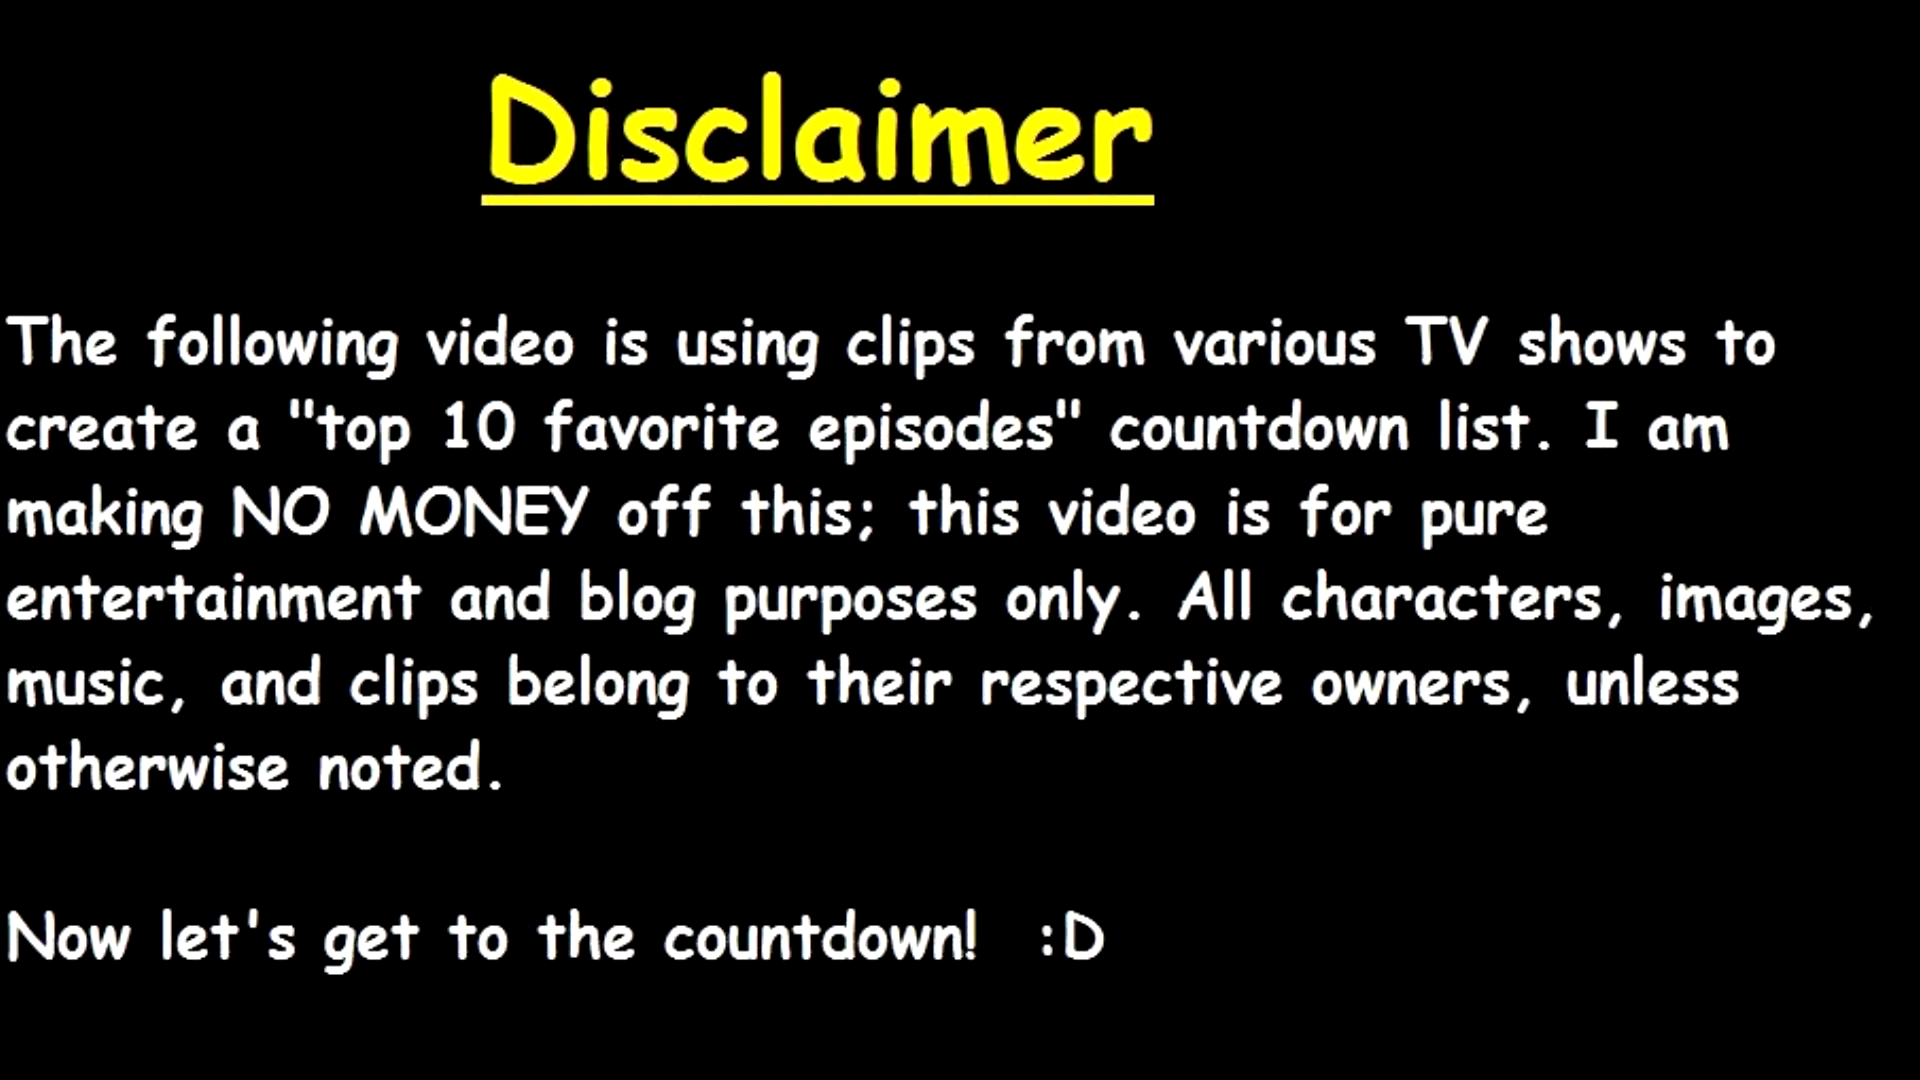 Disclaimer
The following video is using clips from various TV shows to
create a "top 10 favorite episodes" countdown list. I am
making NO MONEY off this; this video is for pure
entertainment and blog purposes only. All characters, images,
music, and clips belong to their respective owners, unless
otherwise noted.
Now let's get to the countdown!  :D